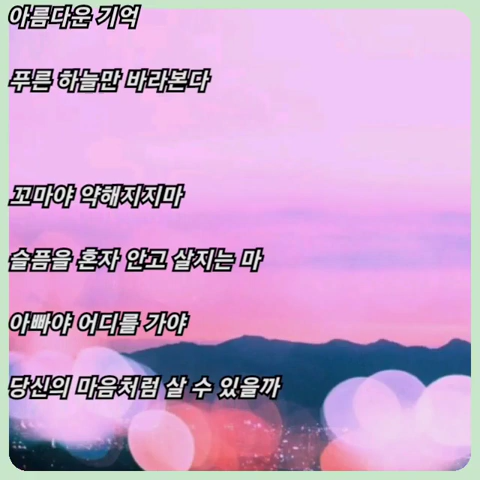 아름다운 기억
푸른 하늘만 바라본다
꼬마야 약해지지마
슬픔을 혼자 안고 살지는 마
아빠야 어디를 가야
당신의 마음처럼 살 수 있을까